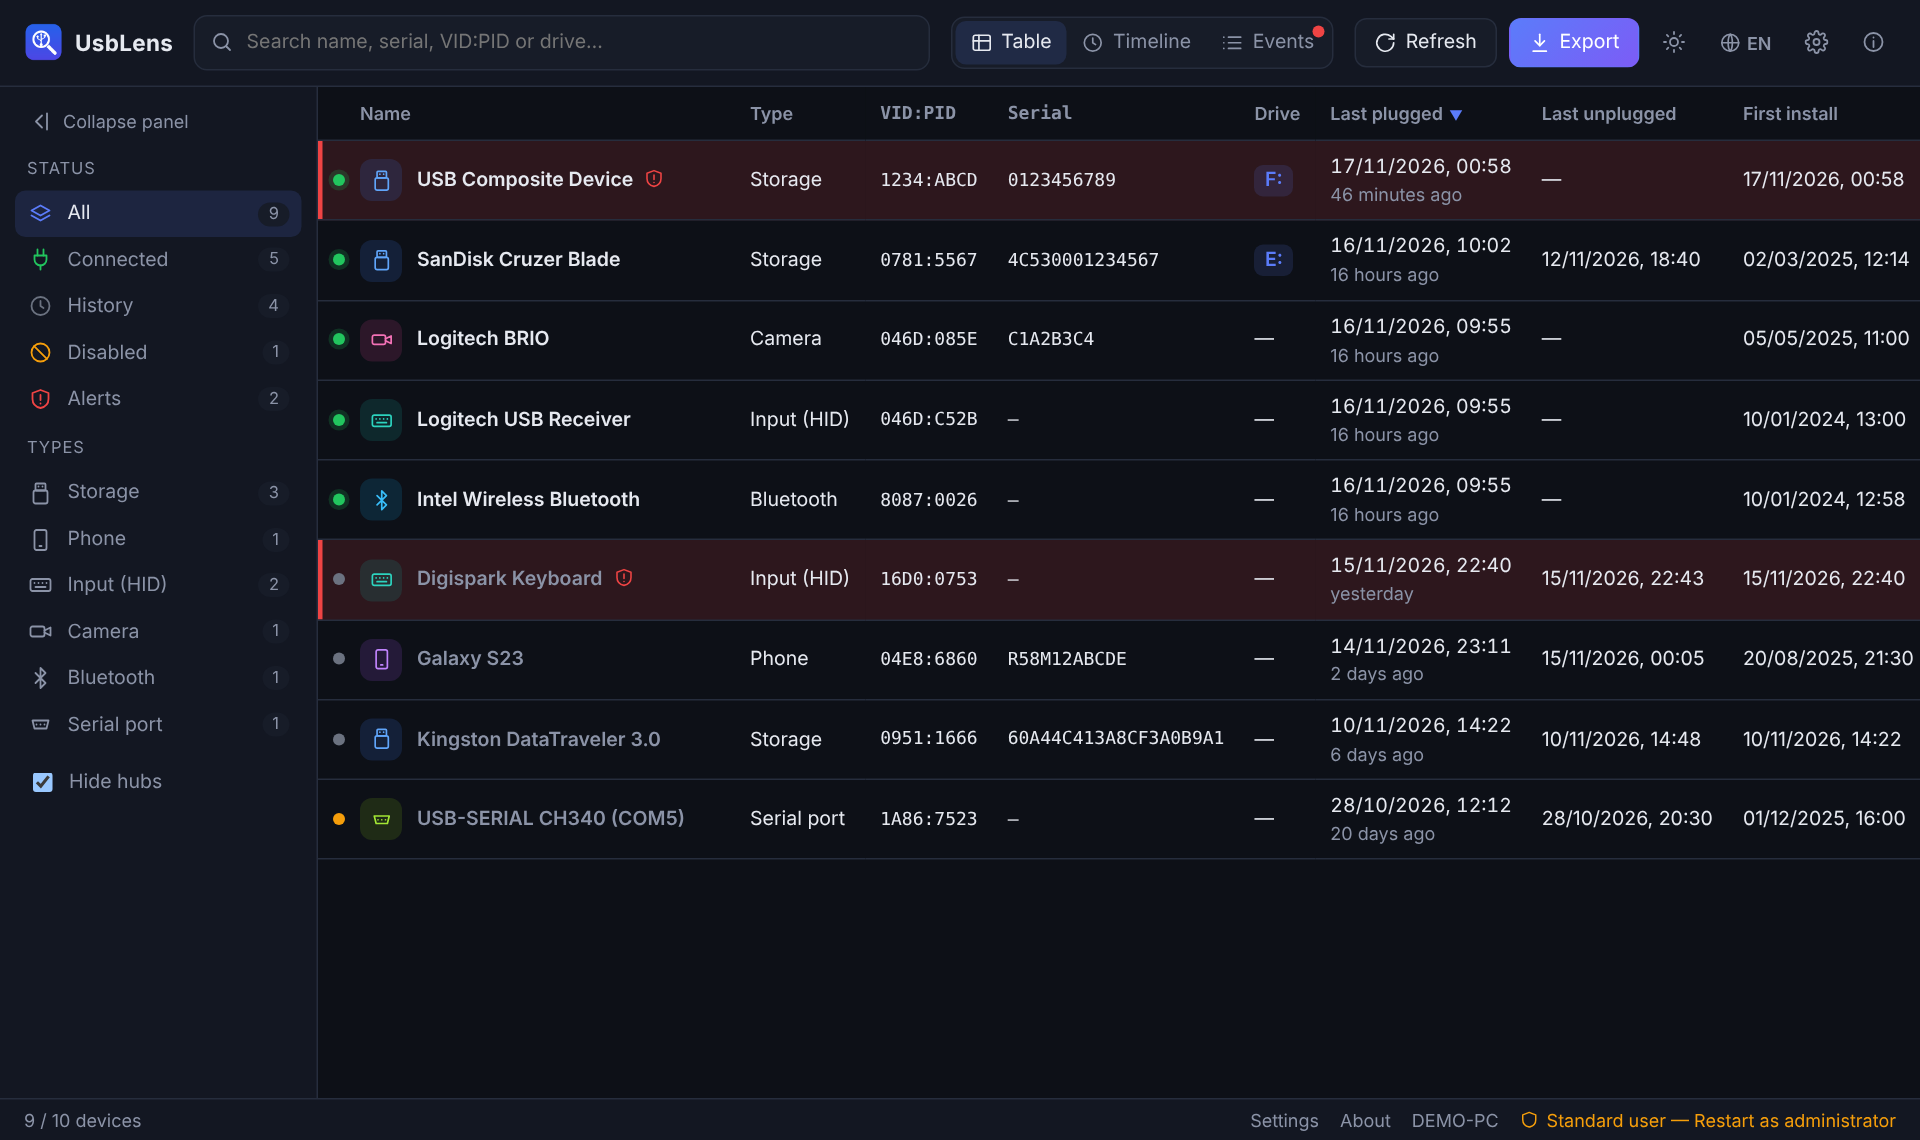 UsbLens
Search name, serial, VID:PID or drive...
Table
Timeline
Events
Refresh
Export
EN
Collapse panel
STATUS
All 9
Connected 5
History 4
Disabled 1
Alerts 2
TYPES
Storage 3
Phone 1
Input (HID) 2
Camera 1
Bluetooth 1
Serial port 1
Hide hubs
Name Type VID:PID Serial Drive Last plugged Last unplugged First install
USB Composite Device Storage 1234:ABCD 0123456789 F: 17/11/2026, 00:58 — 17/11/2026, 00:58
46 minutes ago
SanDisk Cruzer Blade Storage 0781:5567 4C530001234567 E: 16/11/2026, 10:02 12/11/2026, 18:40 02/03/2025, 12:14
16 hours ago
Logitech BRIO Camera 046D:085E C1A2B3C4 — 16/11/2026, 09:55 — 05/05/2025, 11:00
16 hours ago
Logitech USB Receiver Input (HID) 046D:C52B — — 16/11/2026, 09:55 — 10/01/2024, 13:00
16 hours ago
Intel Wireless Bluetooth Bluetooth 8087:0026 — — 16/11/2026, 09:55 — 10/01/2024, 12:58
16 hours ago
Digispark Keyboard Input (HID) 16D0:0753 — — 15/11/2026, 22:40 15/11/2026, 22:43 15/11/2026, 22:40
yesterday
Galaxy S23 Phone 04E8:6860 R58M12ABCDE — 14/11/2026, 23:11 15/11/2026, 00:05 20/08/2025, 21:30
2 days ago
Kingston DataTraveler 3.0 Storage 0951:1666 60A44C413A8CF3A0B9A1 — 10/11/2026, 14:22 10/11/2026, 14:48 10/11/2026, 14:22
6 days ago
USB-SERIAL CH340 (COM5) Serial port 1A86:7523 — — 28/10/2026, 12:12 28/10/2026, 20:30 01/12/2025, 16:00
20 days ago
9 / 10 devices
Settings
About
DEMO-PC
Standard user — Restart as administrator